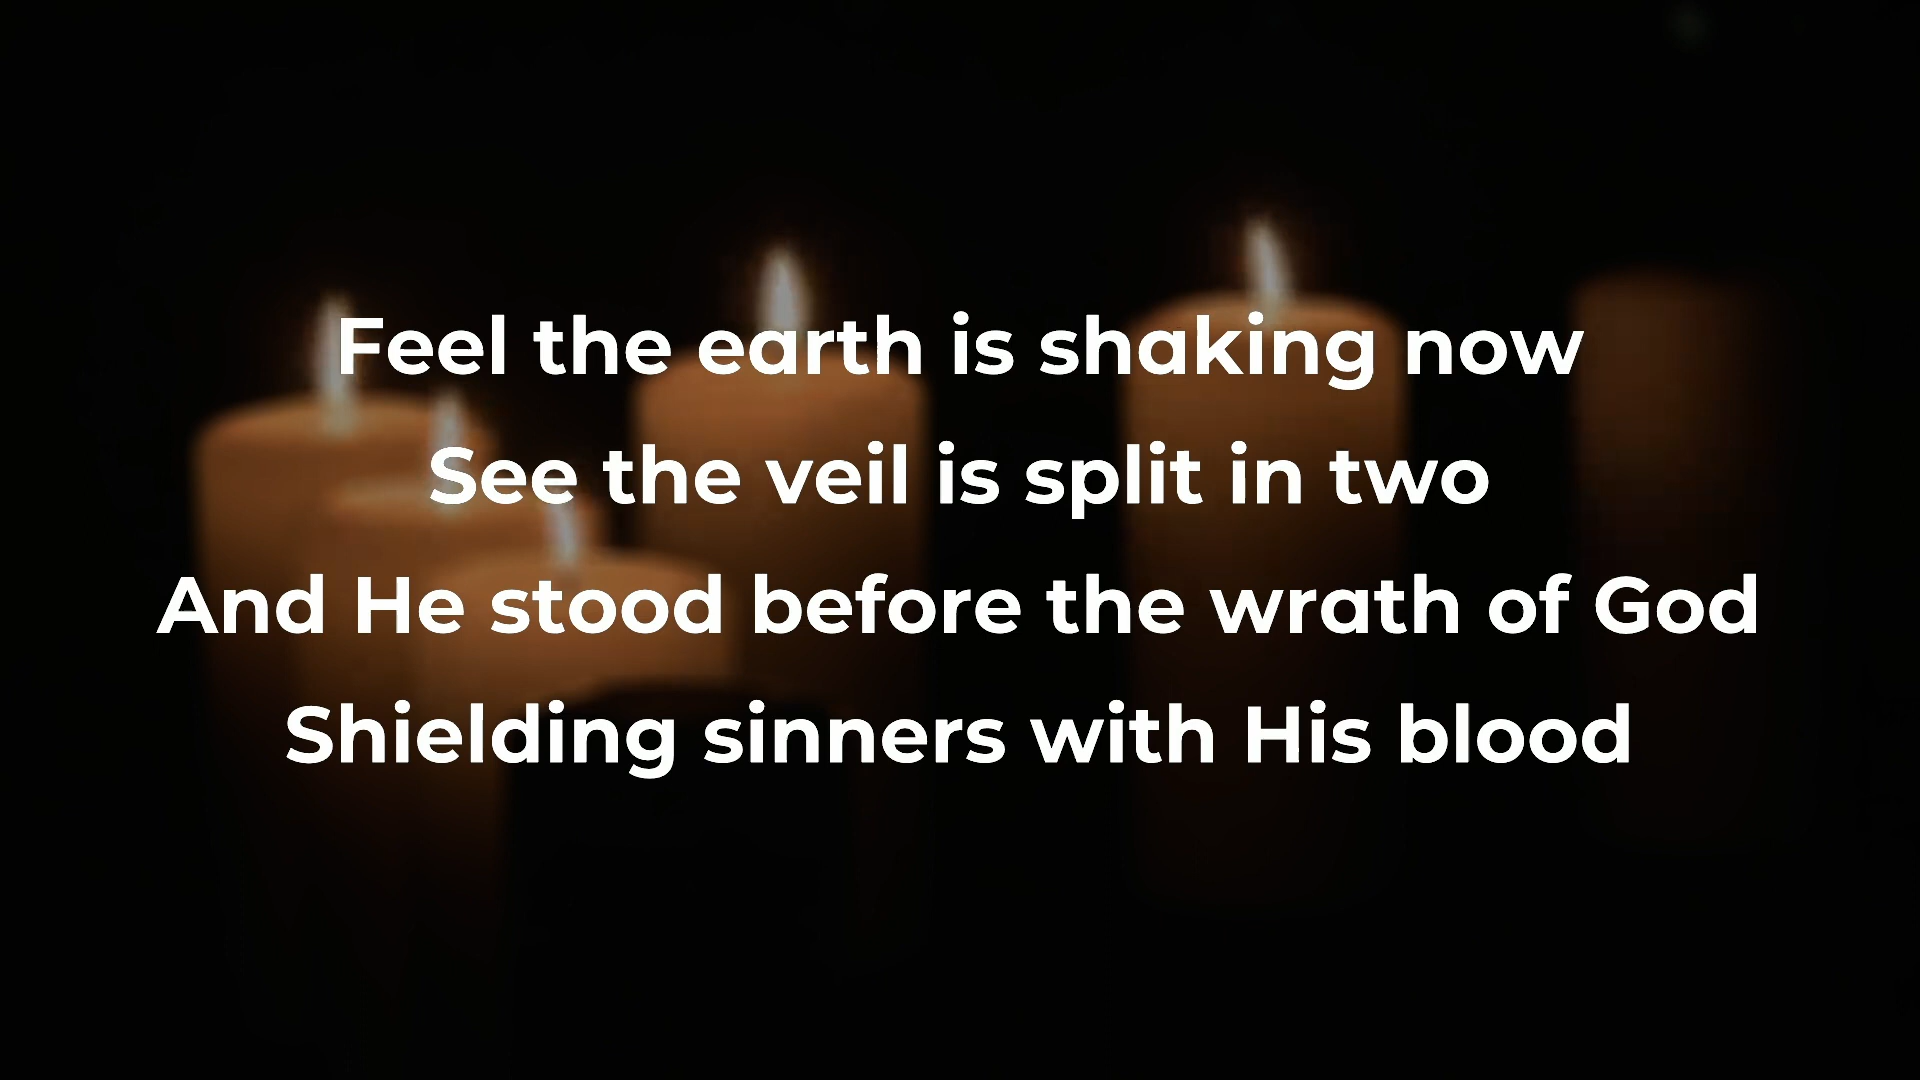 Feel the earth is shaking now
See the veil is split in two
And He stood before the wrath of God
Shielding sinners with His blood